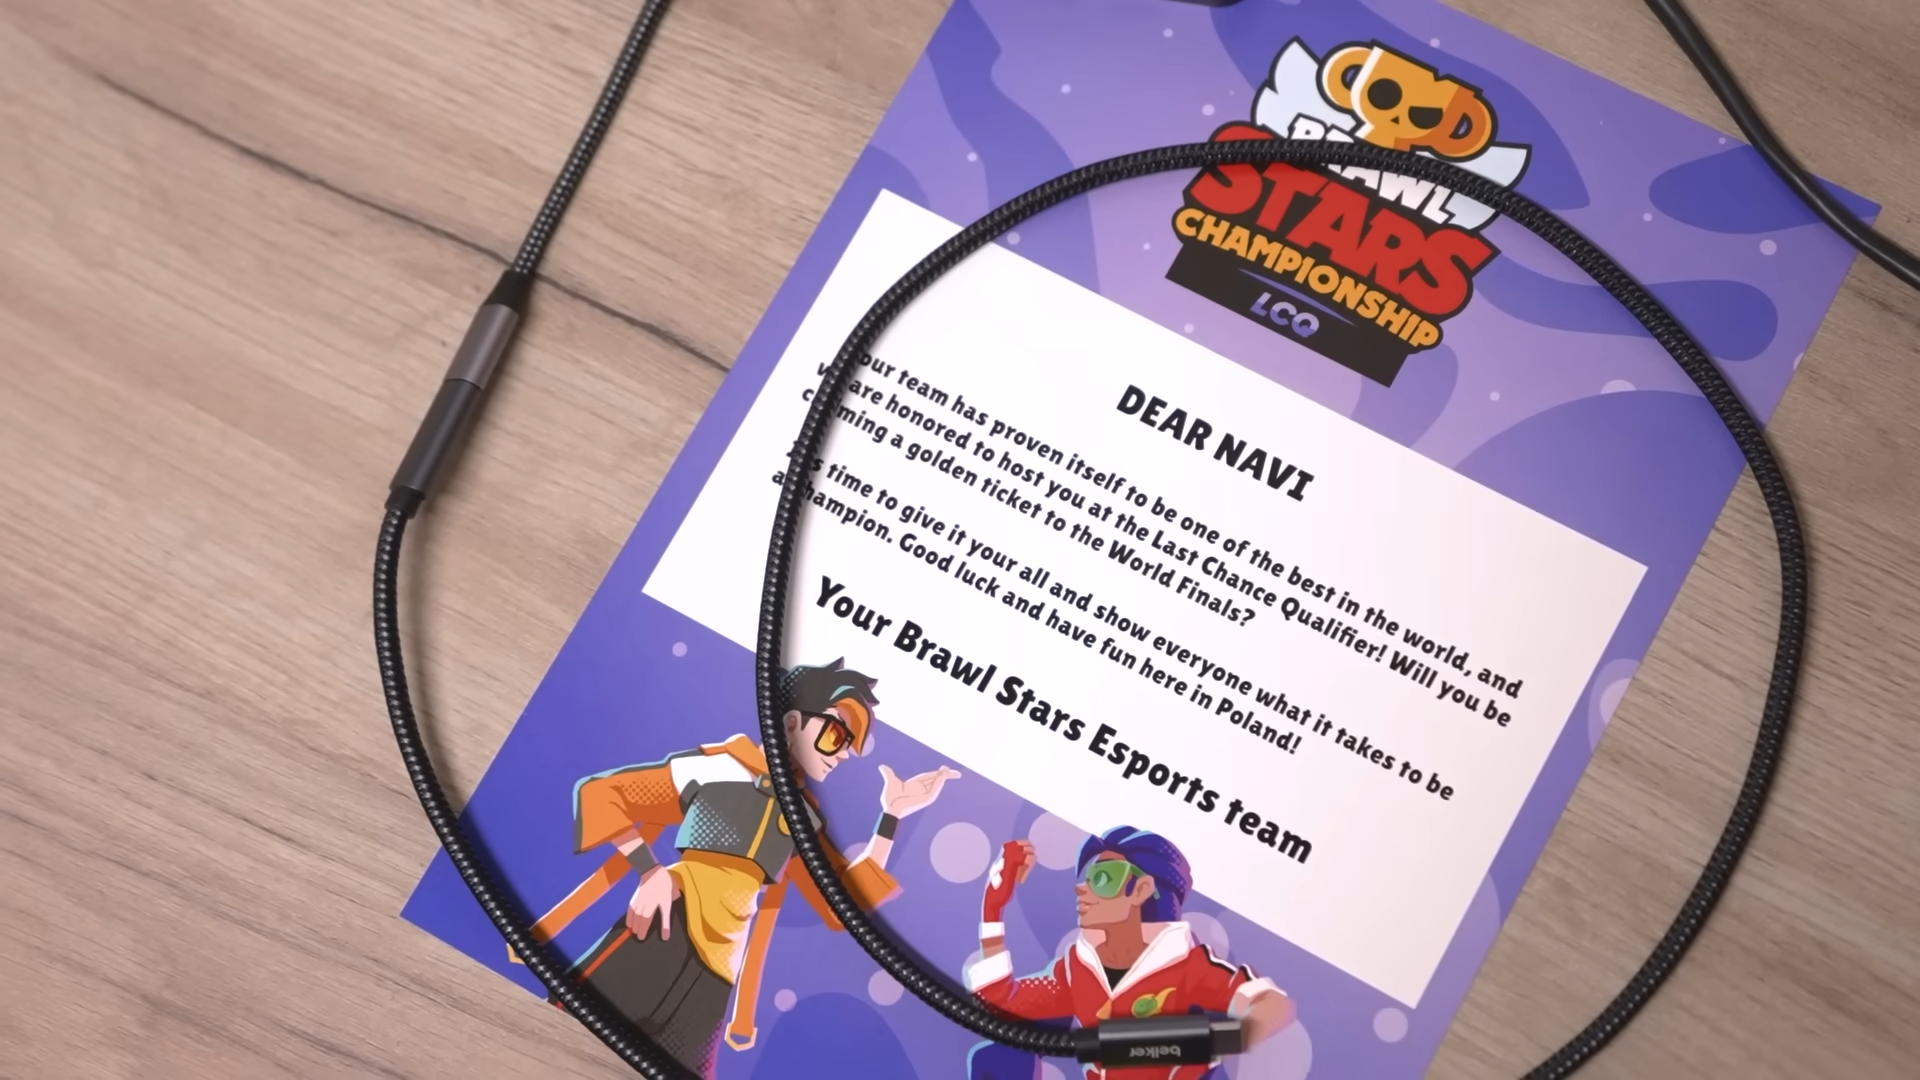 BRAWL
STARS
CHAMPIONSHIP
LCQ
DEAR NAVI
our team has proven itself to be one of the best in the world, and
are honored to host you at the Last Chance Qualifier! Will you be
a golden ticket to the World Finals?
time to give it your all and show everyone what it takes to be
a champion. Good luck and have fun here in Poland!
Your Brawl Stars Esports team
belker